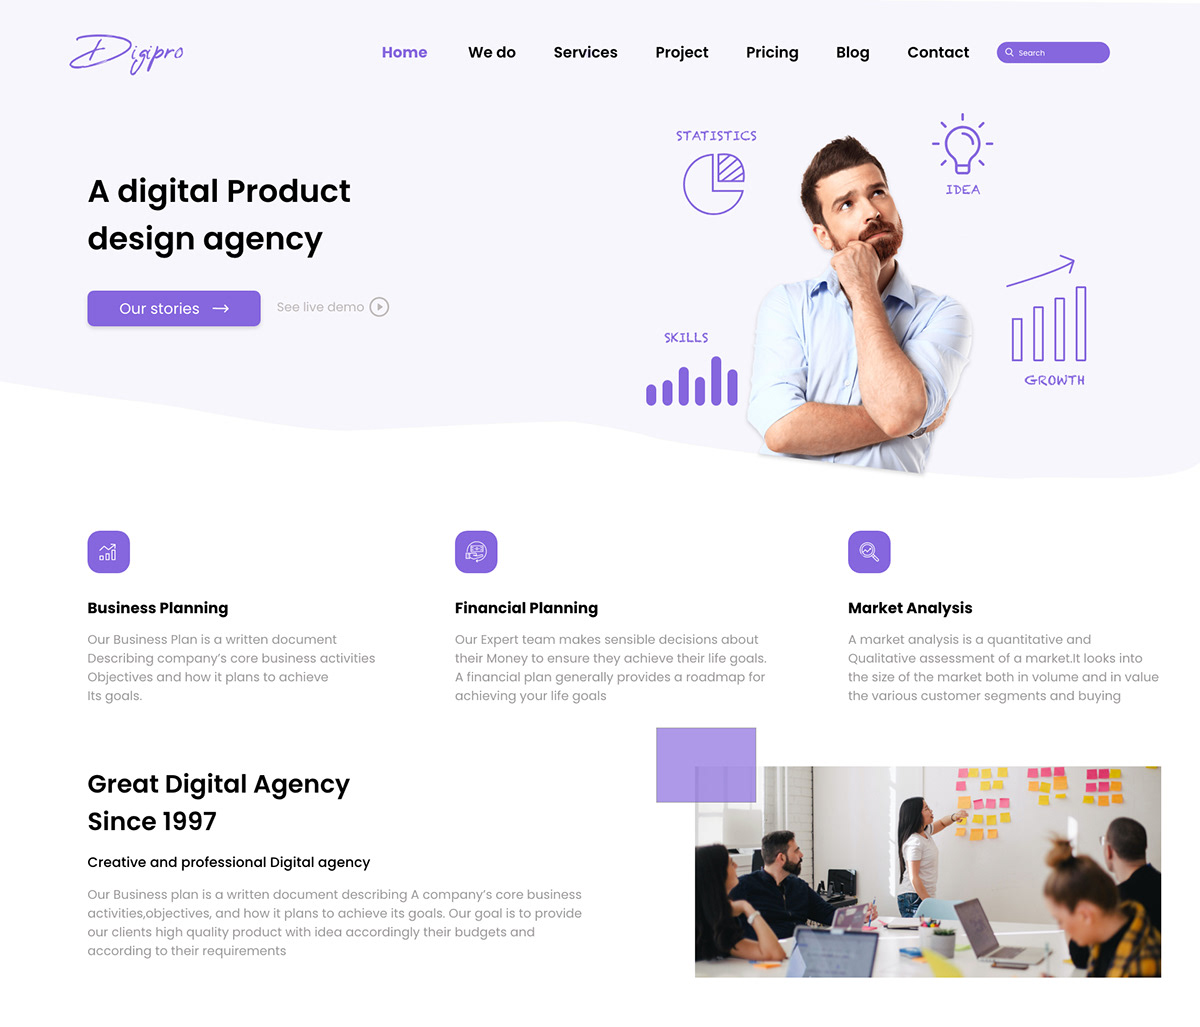 Digipro
Home We do Services Project Pricing Blog Contact Search
STATISTICS
IDEA
A digital Product
design agency
Our stories
See live demo
SKILLS
GROWTH
Business Planning
Our Business Plan is a written document
Describing company’s core business activities
Objectives and how it plans to achieve
Its goals.
Financial Planning
Our Expert team makes sensible decisions about
their Money to ensure they achieve their life goals.
A financial plan generally provides a roadmap for
achieving your life goals
Market Analysis
A market analysis is a quantitative and
Qualitative assessment of a market.It looks into
the size of the market both in volume and in value
the various customer segments and buying
Great Digital Agency
Since 1997
Creative and professional Digital agency
Our Business plan is a written document describing A company’s core business
activities,objectives, and how it plans to achieve its goals. Our goal is to provide
our clients high quality product with idea accordingly their budgets and
according to their requirements